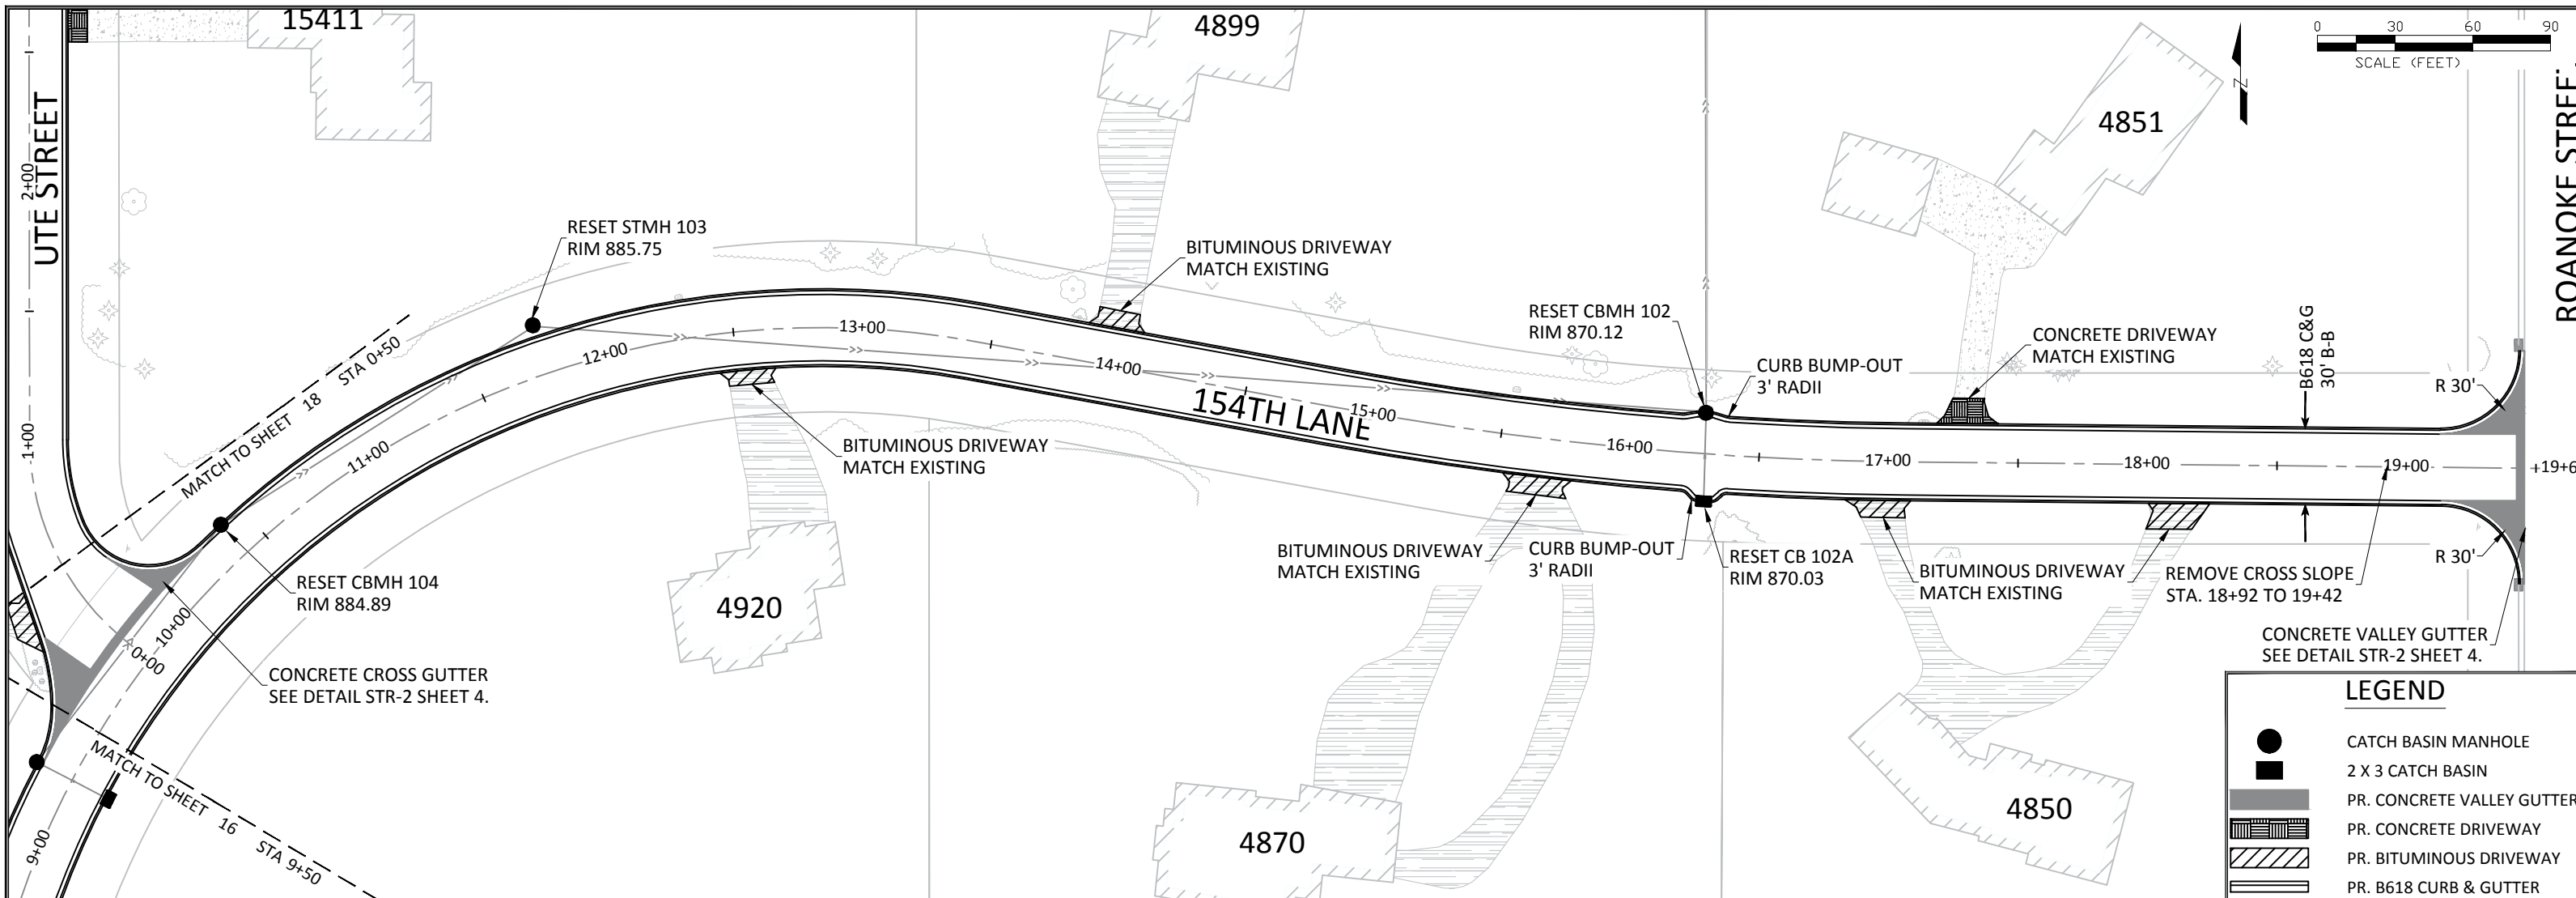 15411
4899
4851
0 30 60 90
SCALE (FEET)
N
UTE STREET
2+00
1+00
ROANOKE STREET
RESET STMH 103
RIM 885.75
BITUMINOUS DRIVEWAY
MATCH EXISTING
RESET CBMH 102
RIM 870.12
CURB BUMP-OUT
3' RADII
CONCRETE DRIVEWAY
MATCH EXISTING
B618 C&G
30' B-B
R 30'
STA 0+50
MATCH TO SHEET 18
9+00
10+00
11+00
12+00
13+00
14+00
15+00
16+00
17+00
18+00
19+00
+19+6
154TH LANE
0+00
BITUMINOUS DRIVEWAY
MATCH EXISTING
RESET CBMH 104
RIM 884.89
4920
CONCRETE CROSS GUTTER
SEE DETAIL STR-2 SHEET 4.
BITUMINOUS DRIVEWAY
MATCH EXISTING
CURB BUMP-OUT
3' RADII
RESET CB 102A
RIM 870.03
BITUMINOUS DRIVEWAY
MATCH EXISTING
REMOVE CROSS SLOPE
STA. 18+92 TO 19+42
R 30'
CONCRETE VALLEY GUTTER
SEE DETAIL STR-2 SHEET 4.
MATCH TO SHEET 16
STA 9+50
4870
4850
LEGEND
CATCH BASIN MANHOLE
2 X 3 CATCH BASIN
PR. CONCRETE VALLEY GUTTER
PR. CONCRETE DRIVEWAY
PR. BITUMINOUS DRIVEWAY
PR. B618 CURB & GUTTER